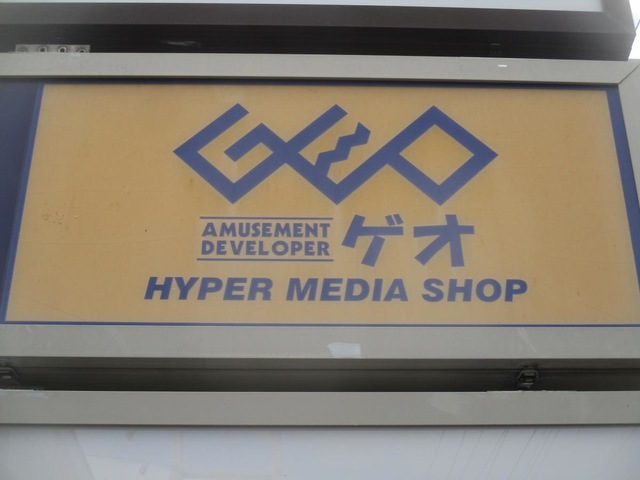 GEO
AMUSEMENT
DEVELOPER ゲオ
HYPER MEDIA SHOP